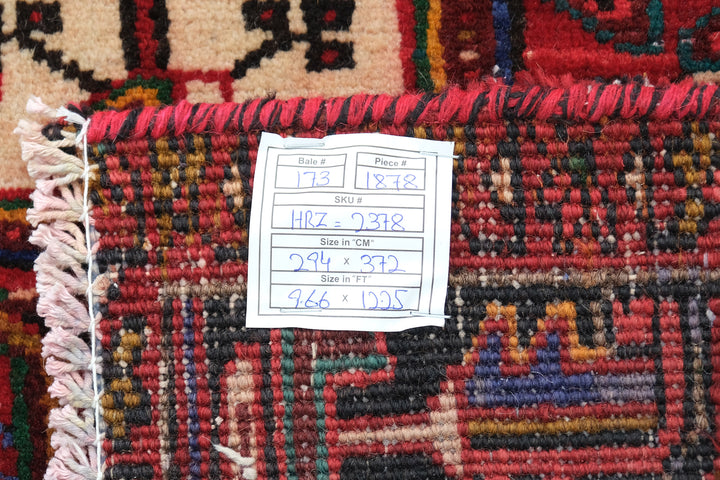 Bale # Piece #
173 1878
SKU #
HRZ = 2378
Size in "CM"
294 x 372
Size in "FT"
9.66 x 12.25